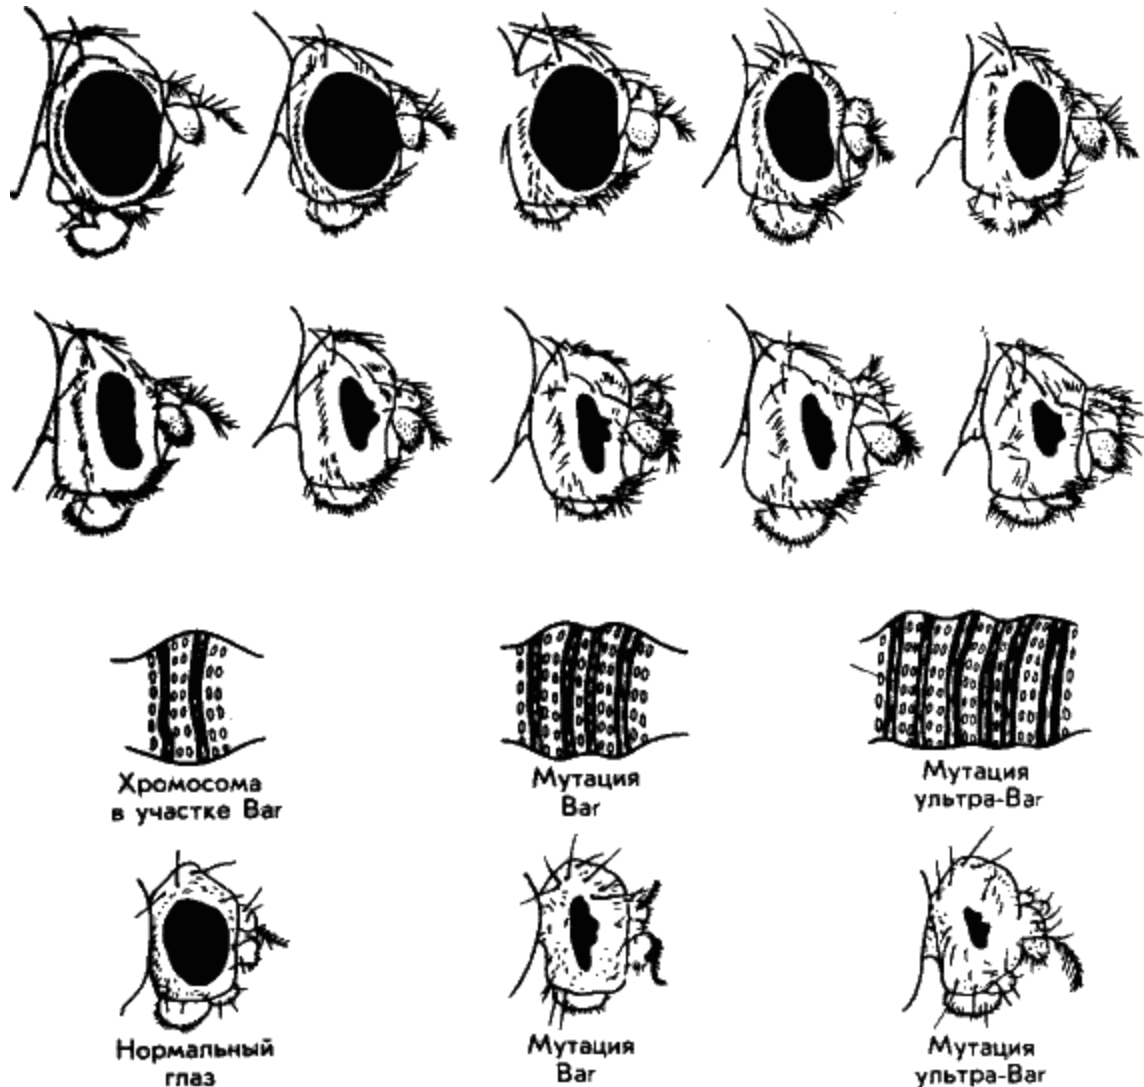 Хромосома
в участке Bar
Мутация
Bar
Мутация
ультра-Bar
Нормальный
глаз
Мутация
Bar
Мутация
ультра-Bar